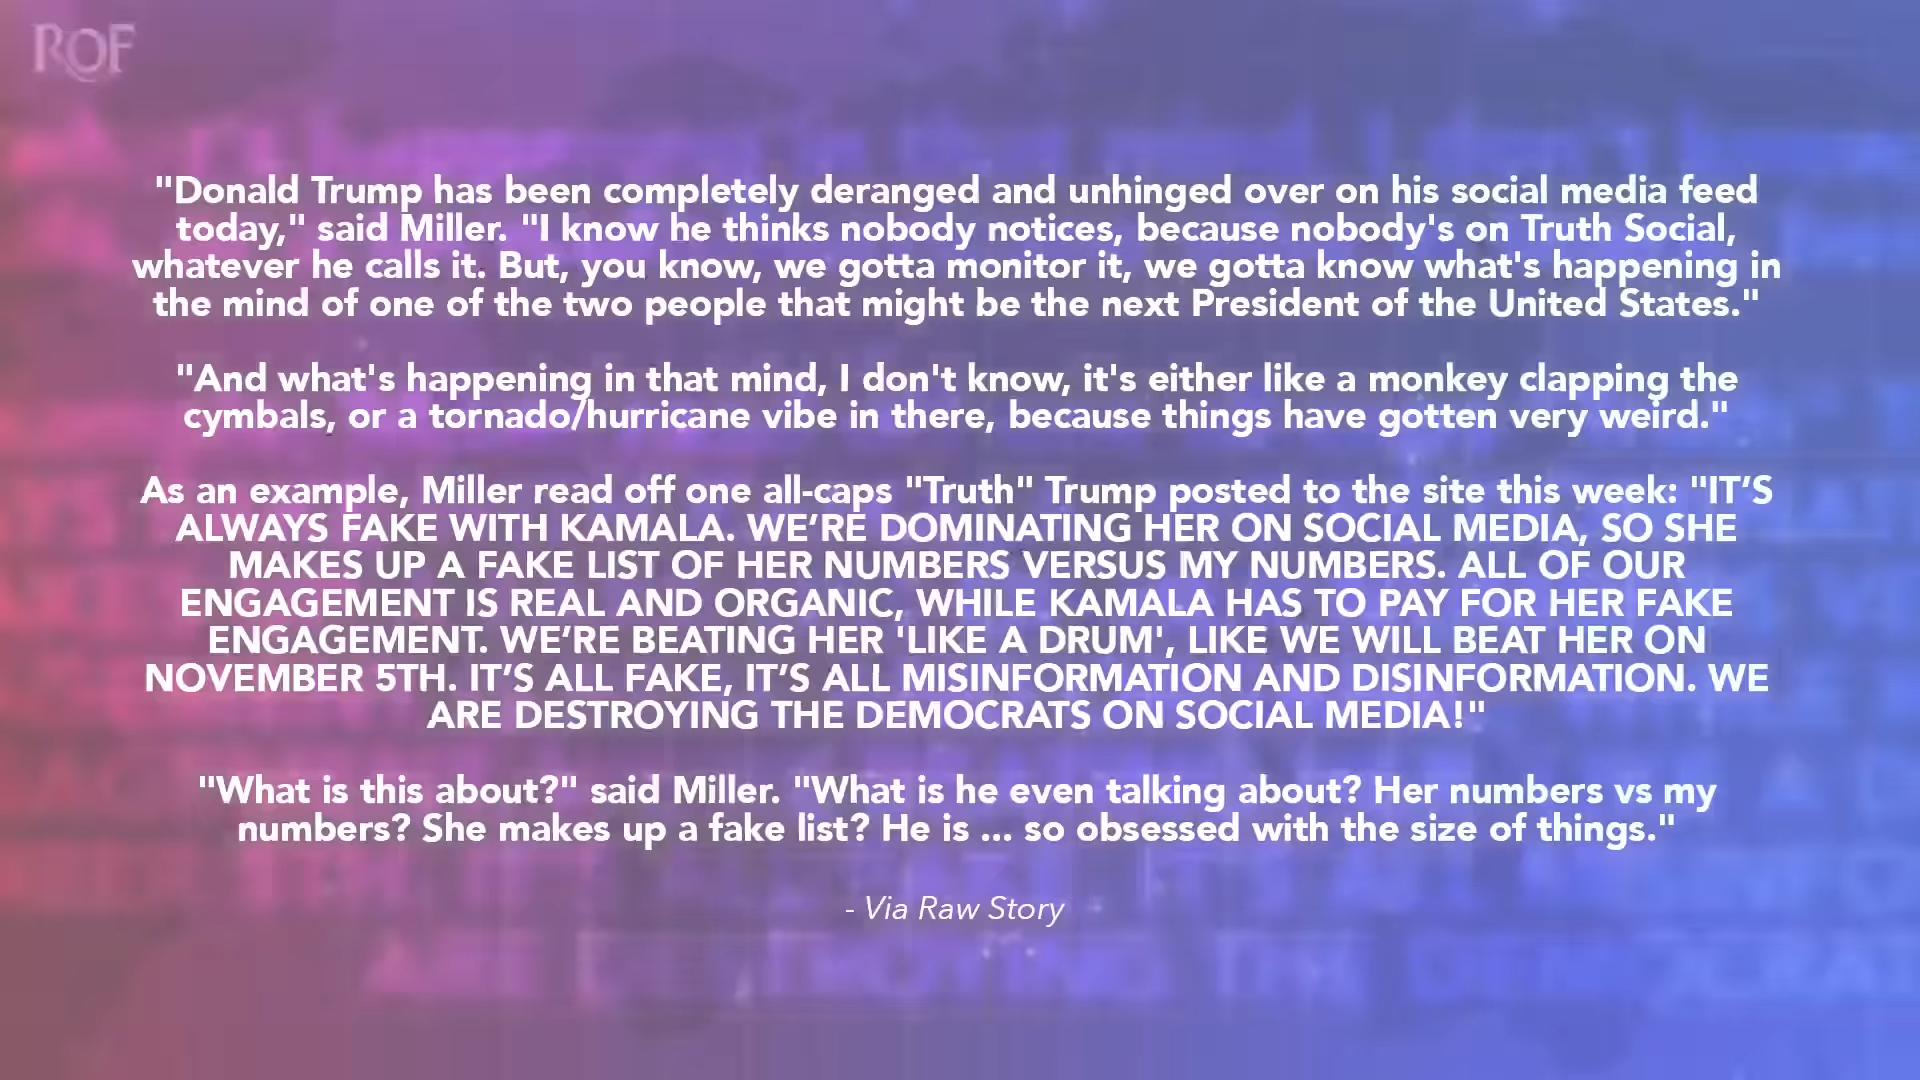 ROF
"Donald Trump has been completely deranged and unhinged over on his social media feed
today," said Miller. "I know he thinks nobody notices, because nobody's on Truth Social,
whatever he calls it. But, you know, we gotta monitor it, we gotta know what's happening in
the mind of one of the two people that might be the next President of the United States."
"And what's happening in that mind, I don't know, it's either like a monkey clapping the
cymbals, or a tornado/hurricane vibe in there, because things have gotten very weird."
As an example, Miller read off one all-caps "Truth" Trump posted to the site this week: "IT’S
ALWAYS FAKE WITH KAMALA. WE’RE DOMINATING HER ON SOCIAL MEDIA, SO SHE
MAKES UP A FAKE LIST OF HER NUMBERS VERSUS MY NUMBERS. ALL OF OUR
ENGAGEMENT IS REAL AND ORGANIC, WHILE KAMALA HAS TO PAY FOR HER FAKE
ENGAGEMENT. WE’RE BEATING HER 'LIKE A DRUM', LIKE WE WILL BEAT HER ON
NOVEMBER 5TH. IT’S ALL FAKE, IT’S ALL MISINFORMATION AND DISINFORMATION. WE
ARE DESTROYING THE DEMOCRATS ON SOCIAL MEDIA!"
"What is this about?" said Miller. "What is he even talking about? Her numbers vs my
numbers? She makes up a fake list? He is ... so obsessed with the size of things."
- Via Raw Story